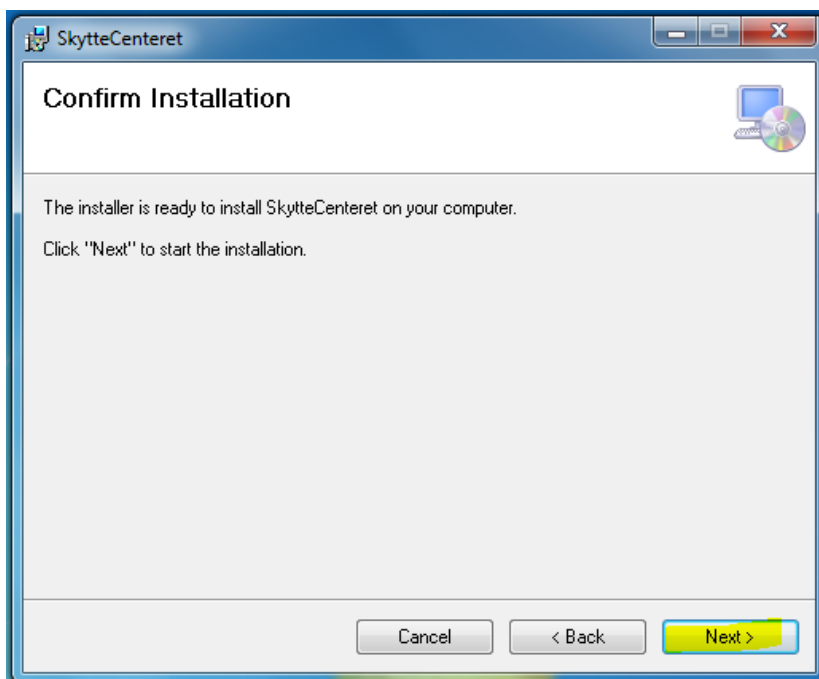 SkytteCenteret
Confirm Installation
The installer is ready to install SkytteCenteret on your computer.
Click "Next" to start the installation.
Cancel
< Back
Next >